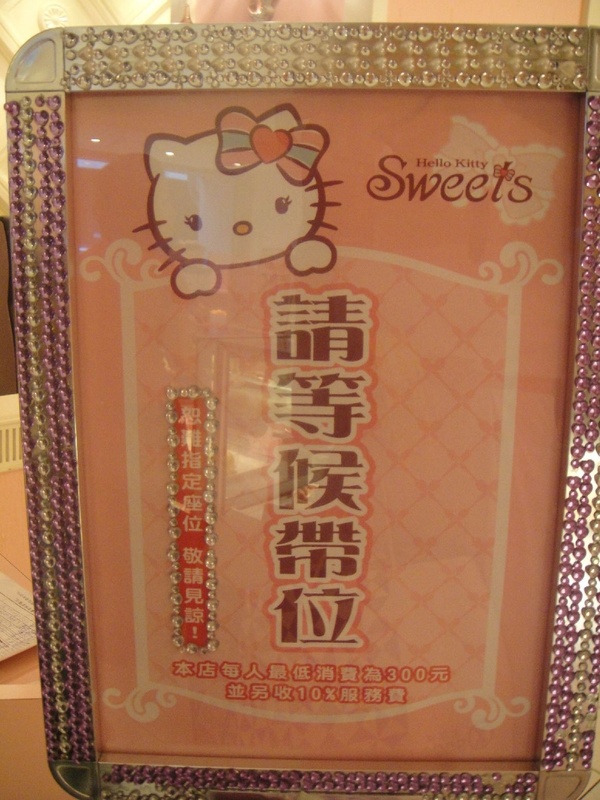 Hello Kitty
Sweets
請等候帶位
恕難指定座位 敬請見諒！
本店每人最低消費為300元
並另收10%服務費